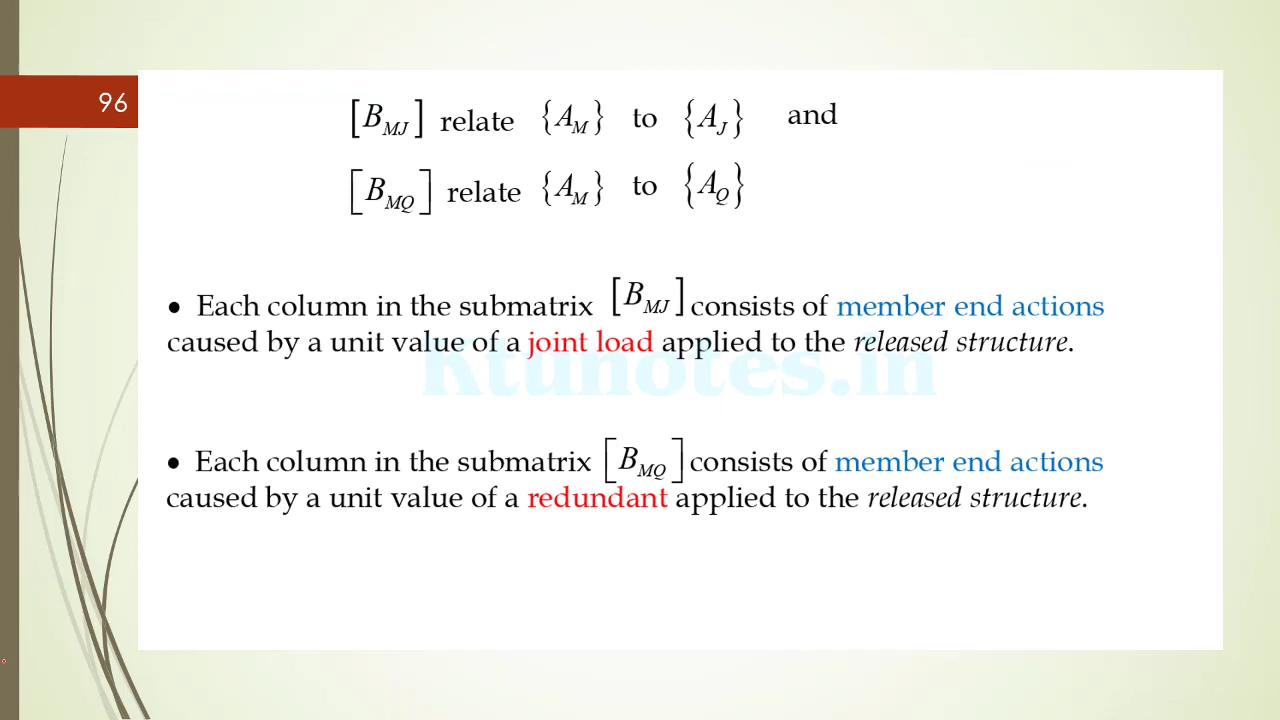 96
[B_MJ] relate {A_M} to {A_J} and
[B_MQ] relate {A_M} to {A_Q}
• Each column in the submatrix [B_MJ] consists of member end actions
caused by a unit value of a joint load applied to the released structure.
Ktunotes.in
• Each column in the submatrix [B_MQ] consists of member end actions
caused by a unit value of a redundant applied to the released structure.